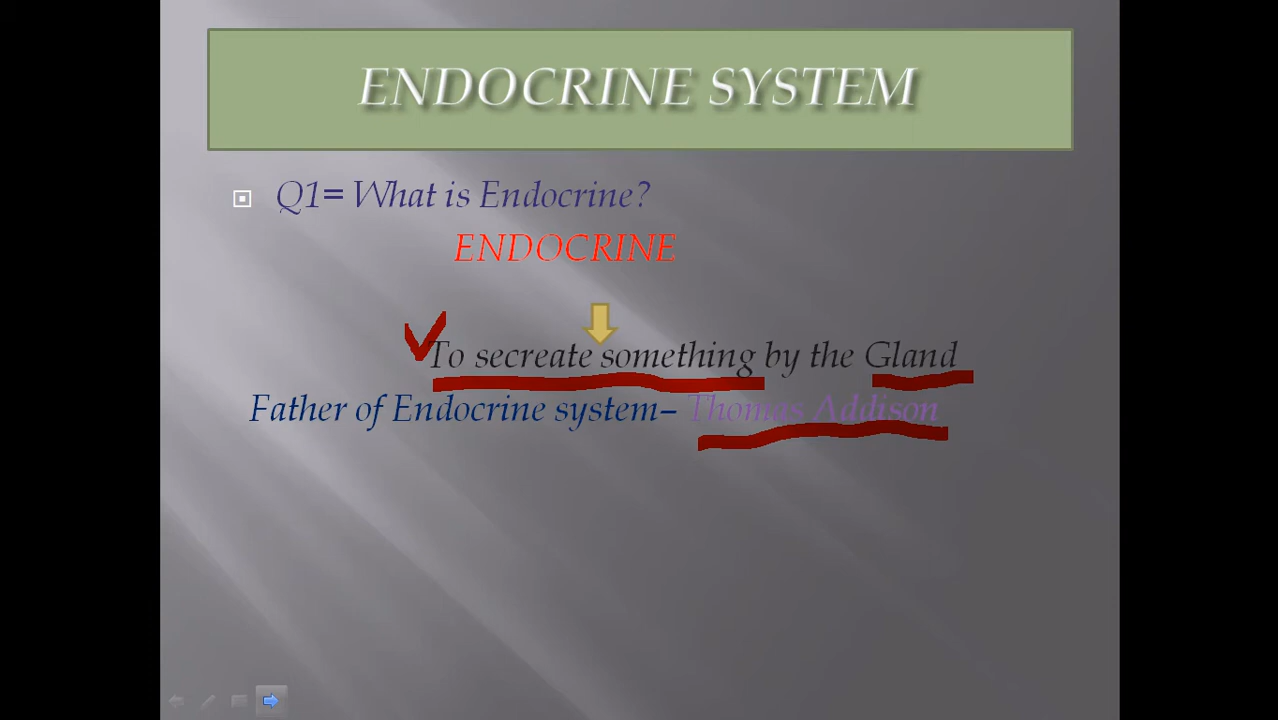 ENDOCRINE SYSTEM
Q1= What is Endocrine?
ENDOCRINE
To secreate something by the Gland
Father of Endocrine system– Thomas Addison